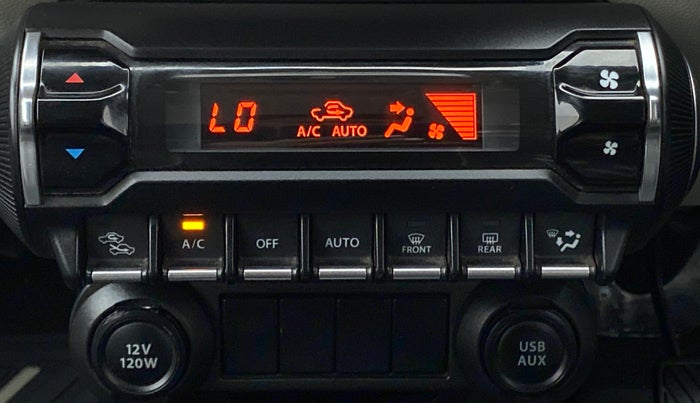 LO
A/C AUTO
A/C OFF AUTO FRONT REAR
12V
120W
USB
AUX